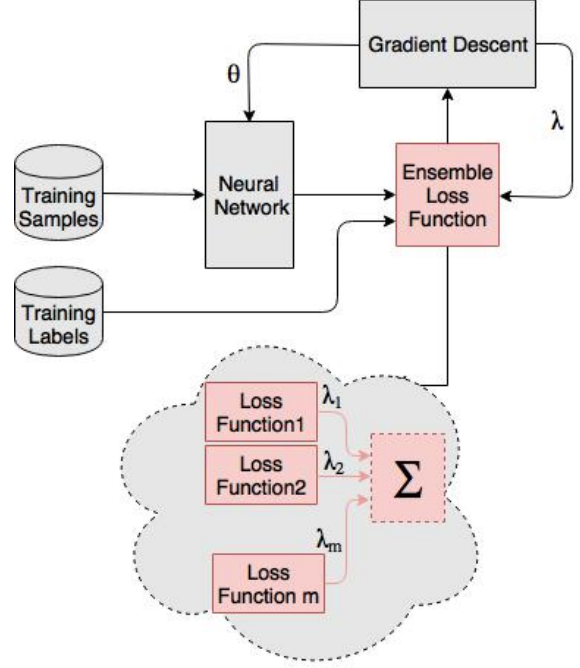 Gradient Descent
θ
λ
Training
Samples
Neural
Network
Ensemble
Loss
Function
Training
Labels
Loss
Function1
λ1
Loss
Function2
λ2
Σ
λm
Loss
Function m